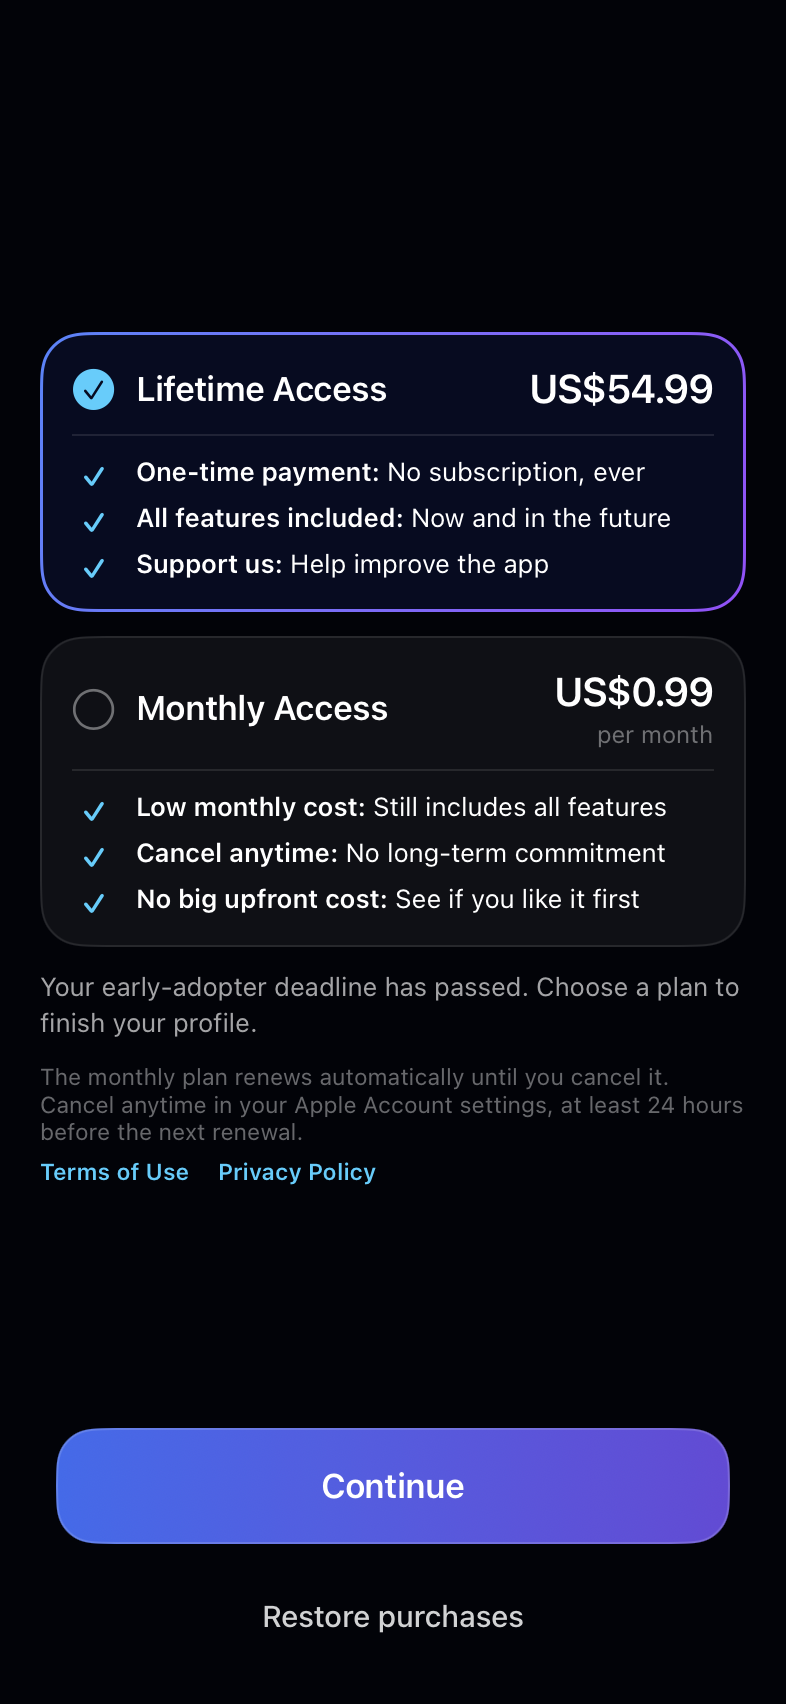 Lifetime Access US$54.99
One-time payment: No subscription, ever
All features included: Now and in the future
Support us: Help improve the app
Monthly Access US$0.99
per month
Low monthly cost: Still includes all features
Cancel anytime: No long-term commitment
No big upfront cost: See if you like it first
Your early-adopter deadline has passed. Choose a plan to
finish your profile.
The monthly plan renews automatically until you cancel it.
Cancel anytime in your Apple Account settings, at least 24 hours
before the next renewal.
Terms of Use Privacy Policy
Continue
Restore purchases